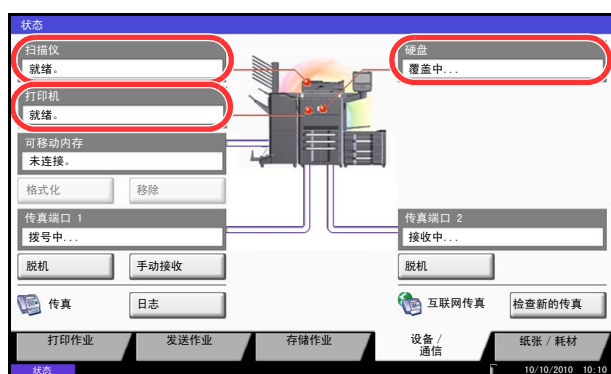 状态
扫描仪
就绪。
硬盘
覆盖中...
打印机
就绪。
可移动内存
未连接。
格式化
移除
传真端口 1
拨号中...
传真端口 2
接收中...
脱机
手动接收
脱机
传真
日志
互联网传真
检查新的传真
打印作业
发送作业
存储作业
设备 /
通信
纸张 / 耗材
状态
10/10/2010 10:10